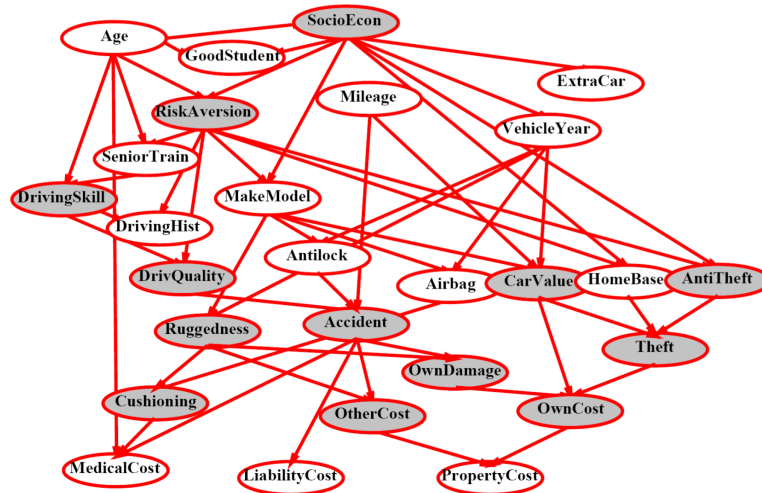 SocioEcon
Age
GoodStudent
ExtraCar
Mileage
RiskAversion
VehicleYear
SeniorTrain
DrivingSkill
MakeModel
DrivingHist
Antilock
DrivQuality
Airbag
CarValue
HomeBase
AntiTheft
Ruggedness
Accident
Theft
OwnDamage
Cushioning
OtherCost
OwnCost
MedicalCost
LiabilityCost
PropertyCost